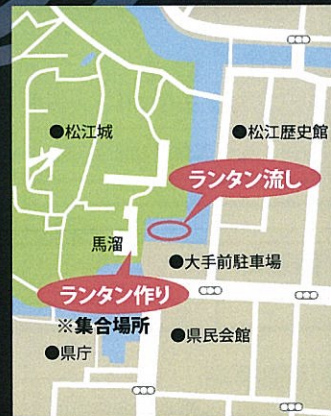 ●松江城
●松江歴史館
ランタン流し
馬溜
●大手前駐車場
ランタン作り
※集合場所
●県庁
●県民会館